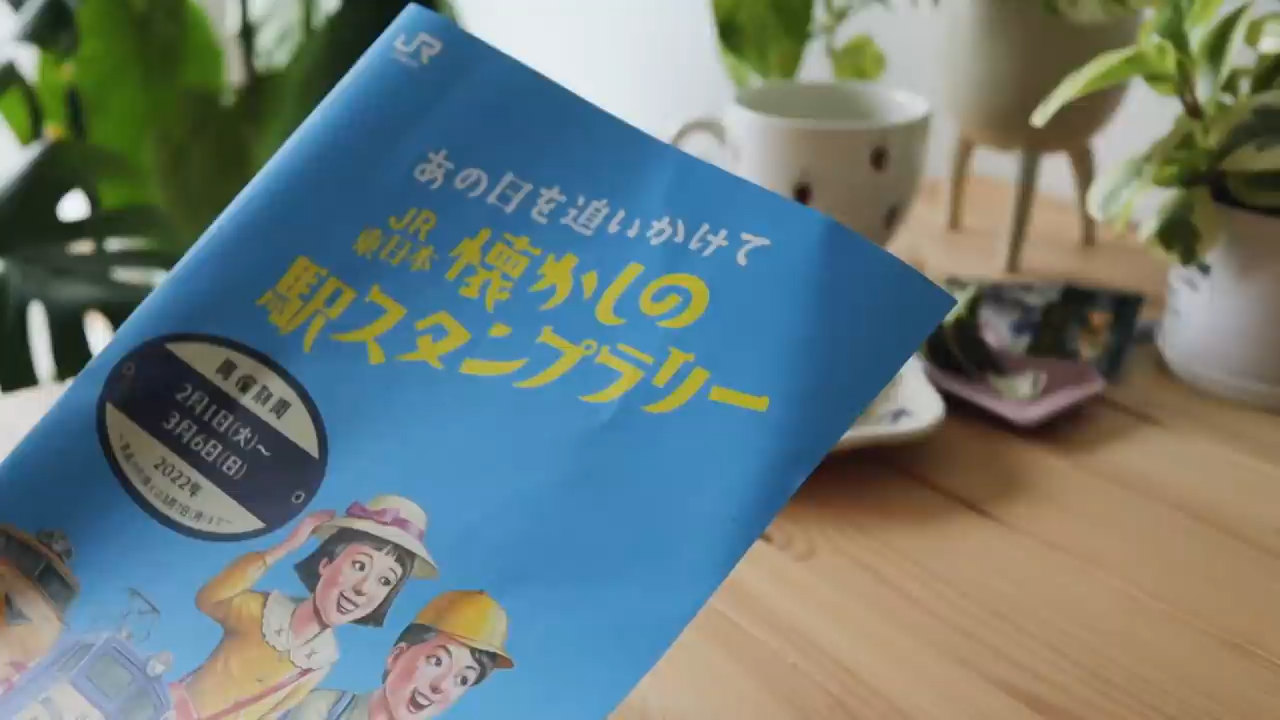 JR
あの日を追いかけて
JR
東日本
懐かしの
駅スタンプラリー
開催期間
2月1日(火)〜
3月6日(日)
2022年